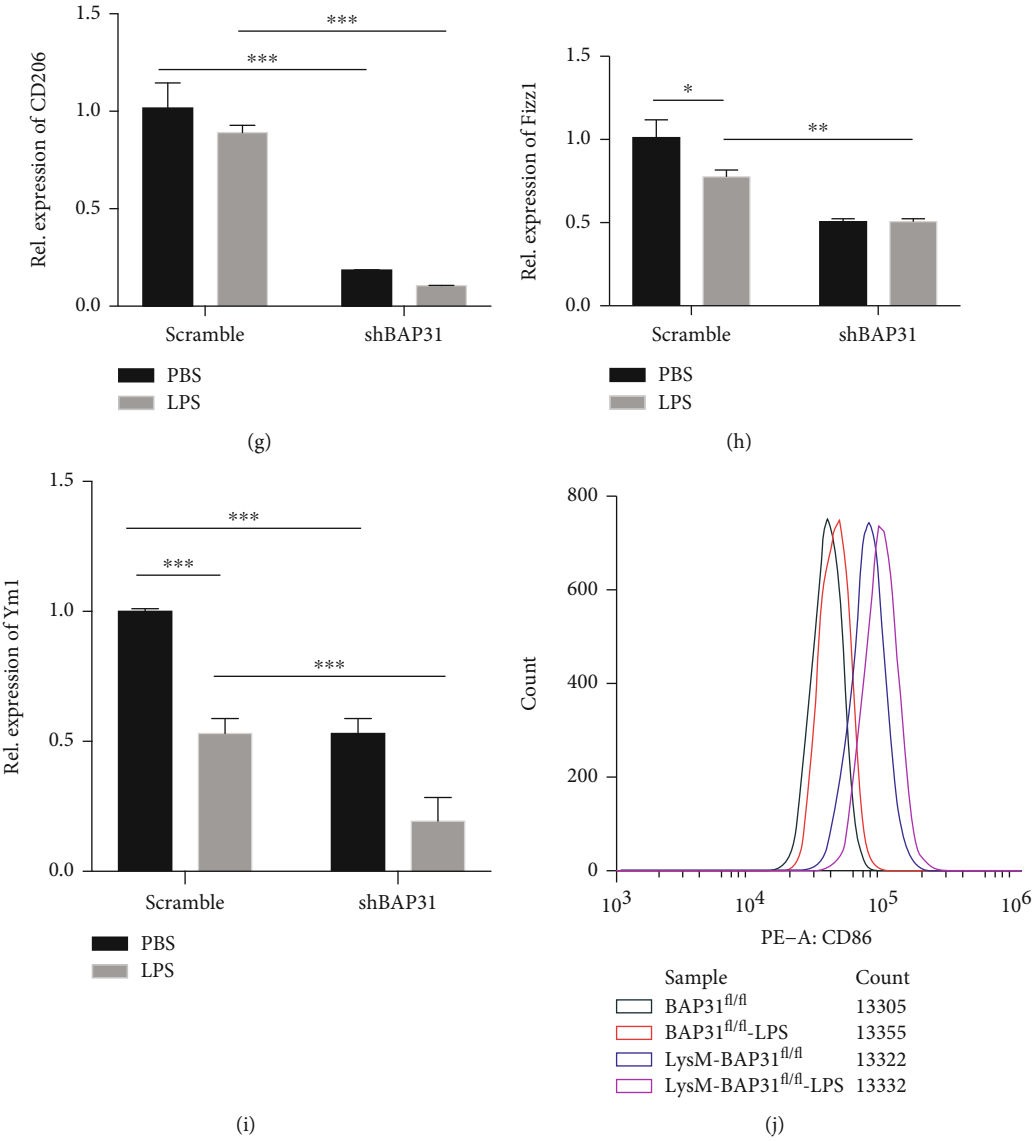 Rel. expression of CD206
1.5
1.0
0.5
0.0
***
***
Scramble shBAP31
PBS
LPS
(g)
Rel. expression of Fizz1
1.5
1.0
0.5
0.0
*
**
Scramble shBAP31
PBS
LPS
(h)
Rel. expression of Ym1
1.5
1.0
0.5
0.0
***
***
***
Scramble shBAP31
PBS
LPS
(i)
Count
800
600
400
200
0
10^3 10^4 10^5 10^6
PE–A: CD86
Sample Count
BAP31^fl/fl 13305
BAP31^fl/fl-LPS 13355
LysM-BAP31^fl/fl 13322
LysM-BAP31^fl/fl-LPS 13332
(j)